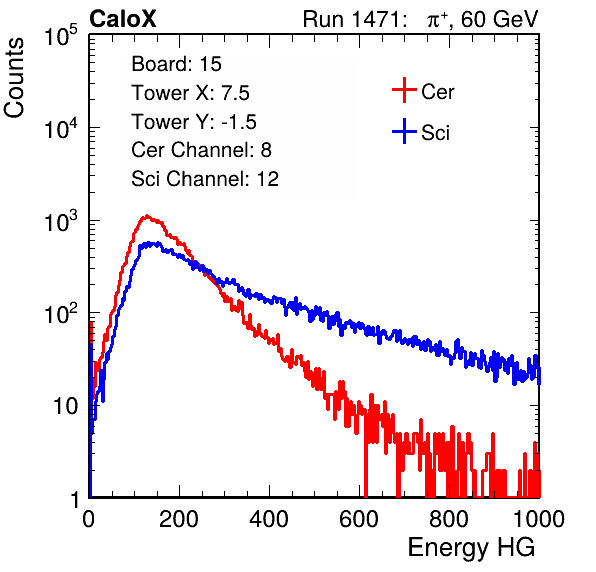 CaloX Run 1471: π⁺, 60 GeV
Counts
10⁵
10⁴
10³
10²
10
1
Board: 15
Tower X: 7.5
Tower Y: -1.5
Cer Channel: 8
Sci Channel: 12
Cer
Sci
0 200 400 600 800 1000
Energy HG